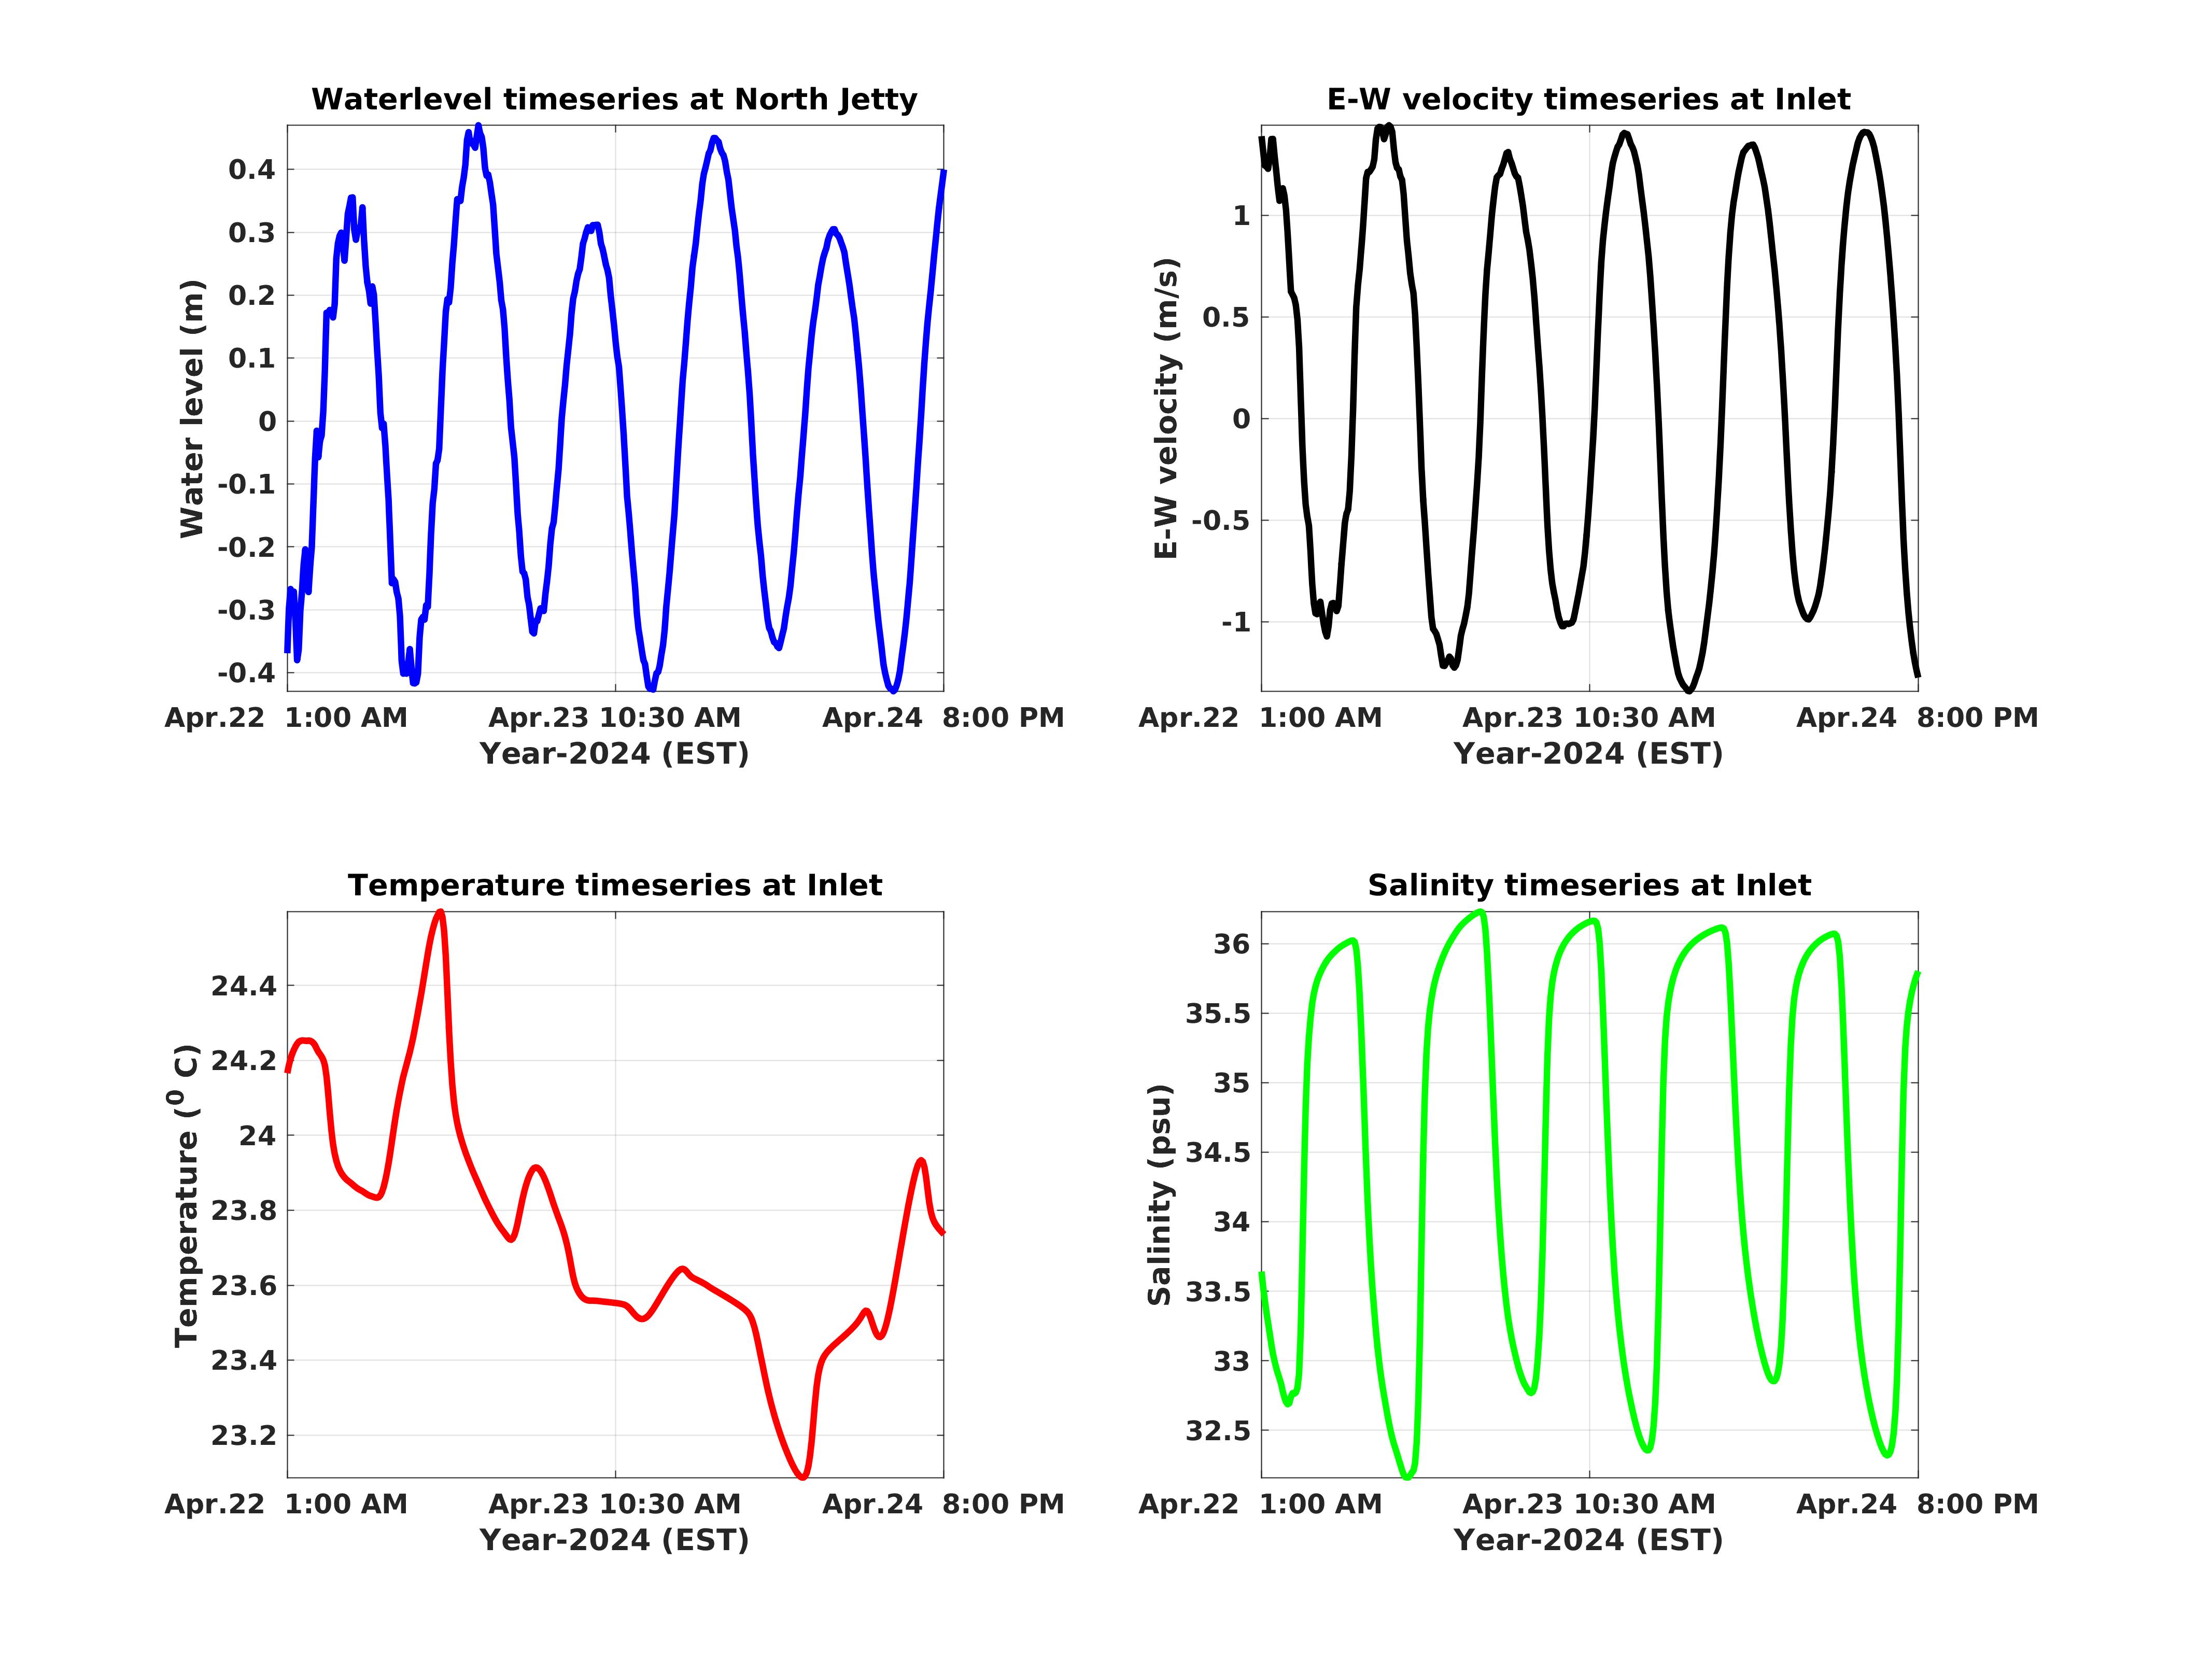 Waterlevel timeseries at North Jetty
0.4
0.3
0.2
0.1
0
-0.1
-0.2
-0.3
-0.4
Water level (m)
Apr.22 1:00 AM Apr.23 10:30 AM Apr.24 8:00 PM
Year-2024 (EST)
E-W velocity timeseries at Inlet
1
0.5
0
-0.5
-1
E-W velocity (m/s)
Apr.22 1:00 AM Apr.23 10:30 AM Apr.24 8:00 PM
Year-2024 (EST)
Temperature timeseries at Inlet
24.4
24.2
24
23.8
23.6
23.4
23.2
Temperature (⁰ C)
Apr.22 1:00 AM Apr.23 10:30 AM Apr.24 8:00 PM
Year-2024 (EST)
Salinity timeseries at Inlet
36
35.5
35
34.5
34
33.5
33
32.5
Salinity (psu)
Apr.22 1:00 AM Apr.23 10:30 AM Apr.24 8:00 PM
Year-2024 (EST)